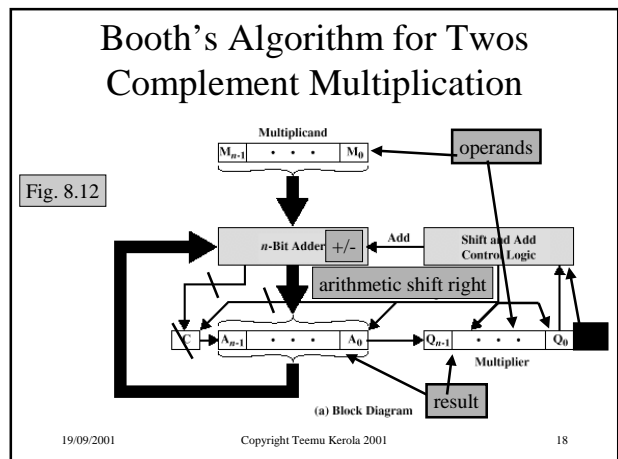 Booth's Algorithm for Twos
Complement Multiplication
Multiplicand
Mn-1 • • • M0
operands
Fig. 8.12
n-Bit Adder +/- Add Shift and Add
Control Logic
arithmetic shift right
C An-1 • • • A0 Qn-1 • • • Q0
Multiplier
result
(a) Block Diagram
19/09/2001 Copyright Teemu Kerola 2001 18